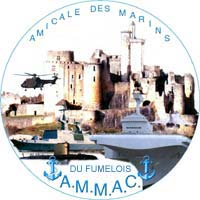 AMICALE DES MARINS
DU FUMELOIS
A.M.M.A.C.